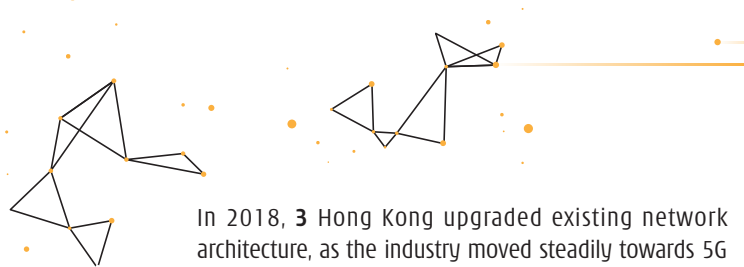 In 2018, 3 Hong Kong upgraded existing network
architecture, as the industry moved steadily towards 5G